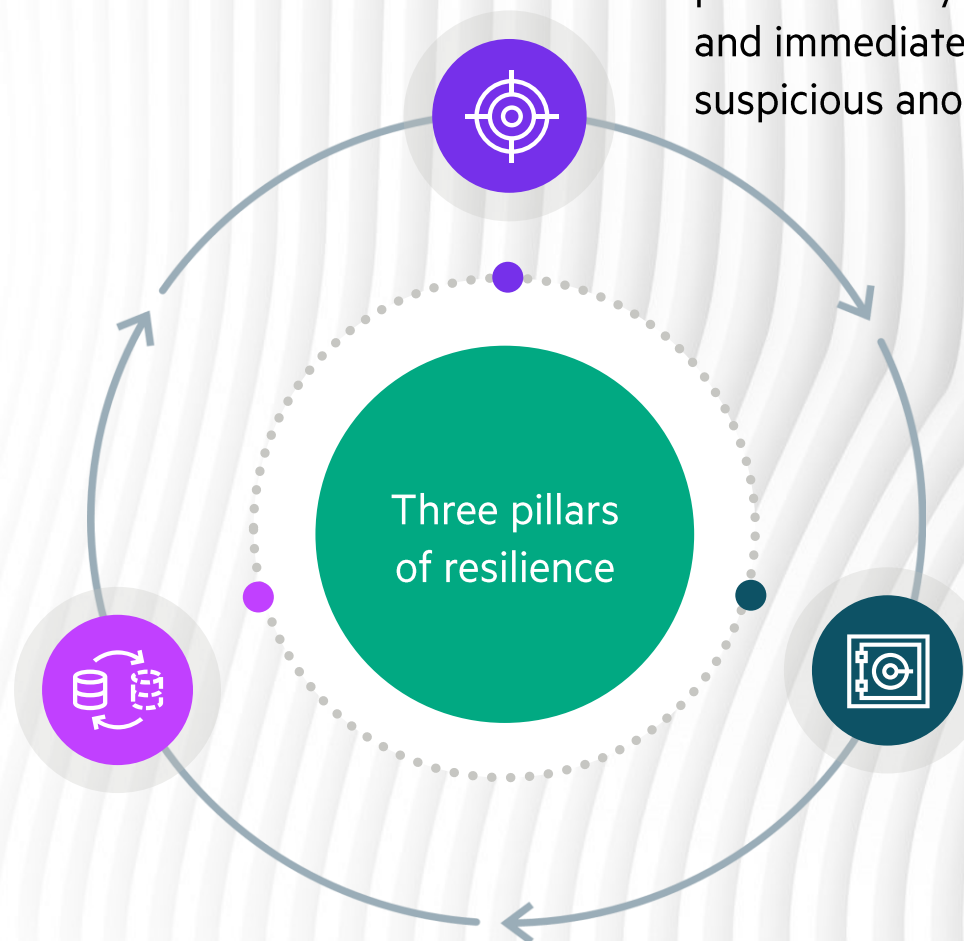 and immediate
suspicious ano
Three pillars
of resilience